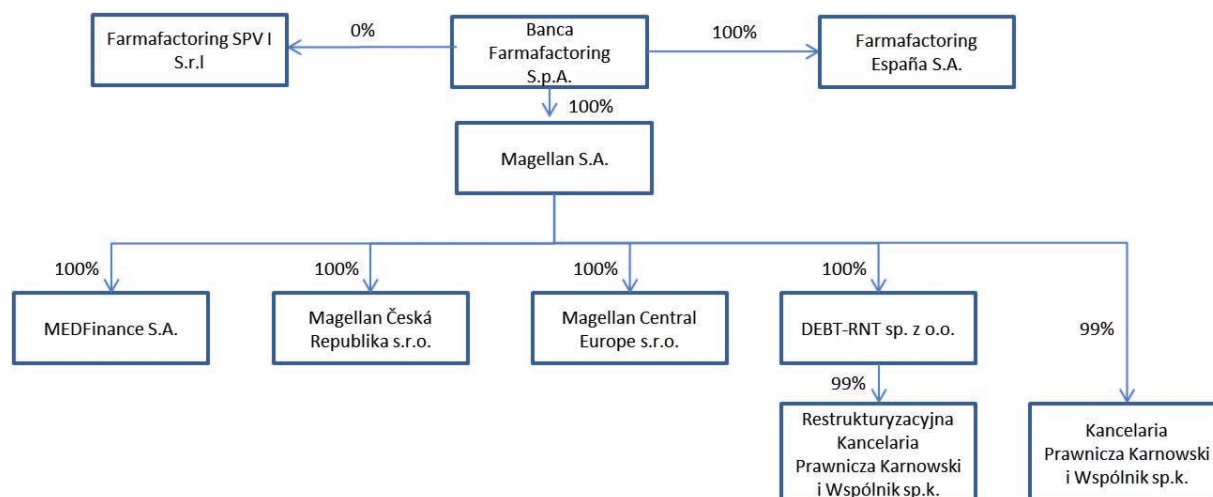 Farmafactoring SPV I
S.r.l
0%
Banca
Farmafactoring
S.p.A.
100%
Farmafactoring
España S.A.
100%
Magellan S.A.
100%
100%
100%
100%
99%
MEDFinance S.A.
Magellan Česká
Republika s.r.o.
Magellan Central
Europe s.r.o.
DEBT-RNT sp. z o.o.
99%
Restrukturyzacyjna
Kancelaria
Prawnicza Karnowski
i Wspólnik sp.k.
Kancelaria
Prawnicza Karnowski
i Wspólnik sp.k.